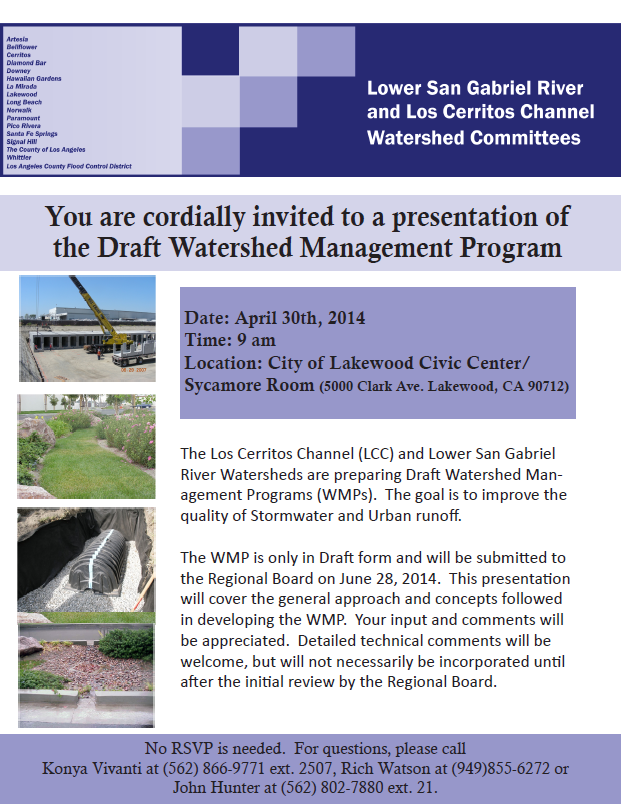 Artesia
Bellflower
Cerritos
Diamond Bar
Downey
Hawaiian Gardens
La Mirada
Lakewood
Long Beach
Norwalk
Paramount
Pico Rivera
Santa Fe Springs
Signal Hill
The County of Los Angeles
Whittier
Los Angeles County Flood Control District
Lower San Gabriel River
and Los Cerritos Channel
Watershed Committees
You are cordially invited to a presentation of
the Draft Watershed Management Program
Date: April 30th, 2014
Time: 9 am
Location: City of Lakewood Civic Center/
Sycamore Room (5000 Clark Ave. Lakewood, CA 90712)
The Los Cerritos Channel (LCC) and Lower San Gabriel
River Watersheds are preparing Draft Watershed Man-
agement Programs (WMPs).  The goal is to improve the
quality of Stormwater and Urban runoff.
The WMP is only in Draft form and will be submitted to
the Regional Board on June 28, 2014.  This presentation
will cover the general approach and concepts followed
in developing the WMP.  Your input and comments will
be appreciated.  Detailed technical comments will be
welcome, but will not necessarily be incorporated until
after the initial review by the Regional Board.
No RSVP is needed.  For questions, please call
Konya Vivanti at (562) 866-9771 ext. 2507, Rich Watson at (949)855-6272 or
John Hunter at (562) 802-7880 ext. 21.